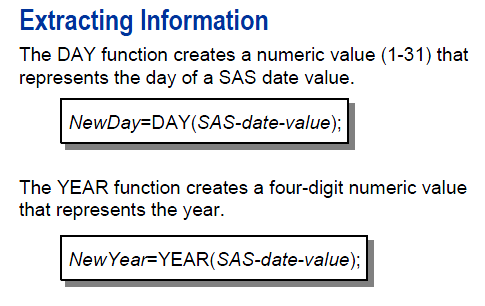 Extracting Information
The DAY function creates a numeric value (1-31) that
represents the day of a SAS date value.
NewDay=DAY(SAS-date-value);
The YEAR function creates a four-digit numeric value
that represents the year.
NewYear=YEAR(SAS-date-value);